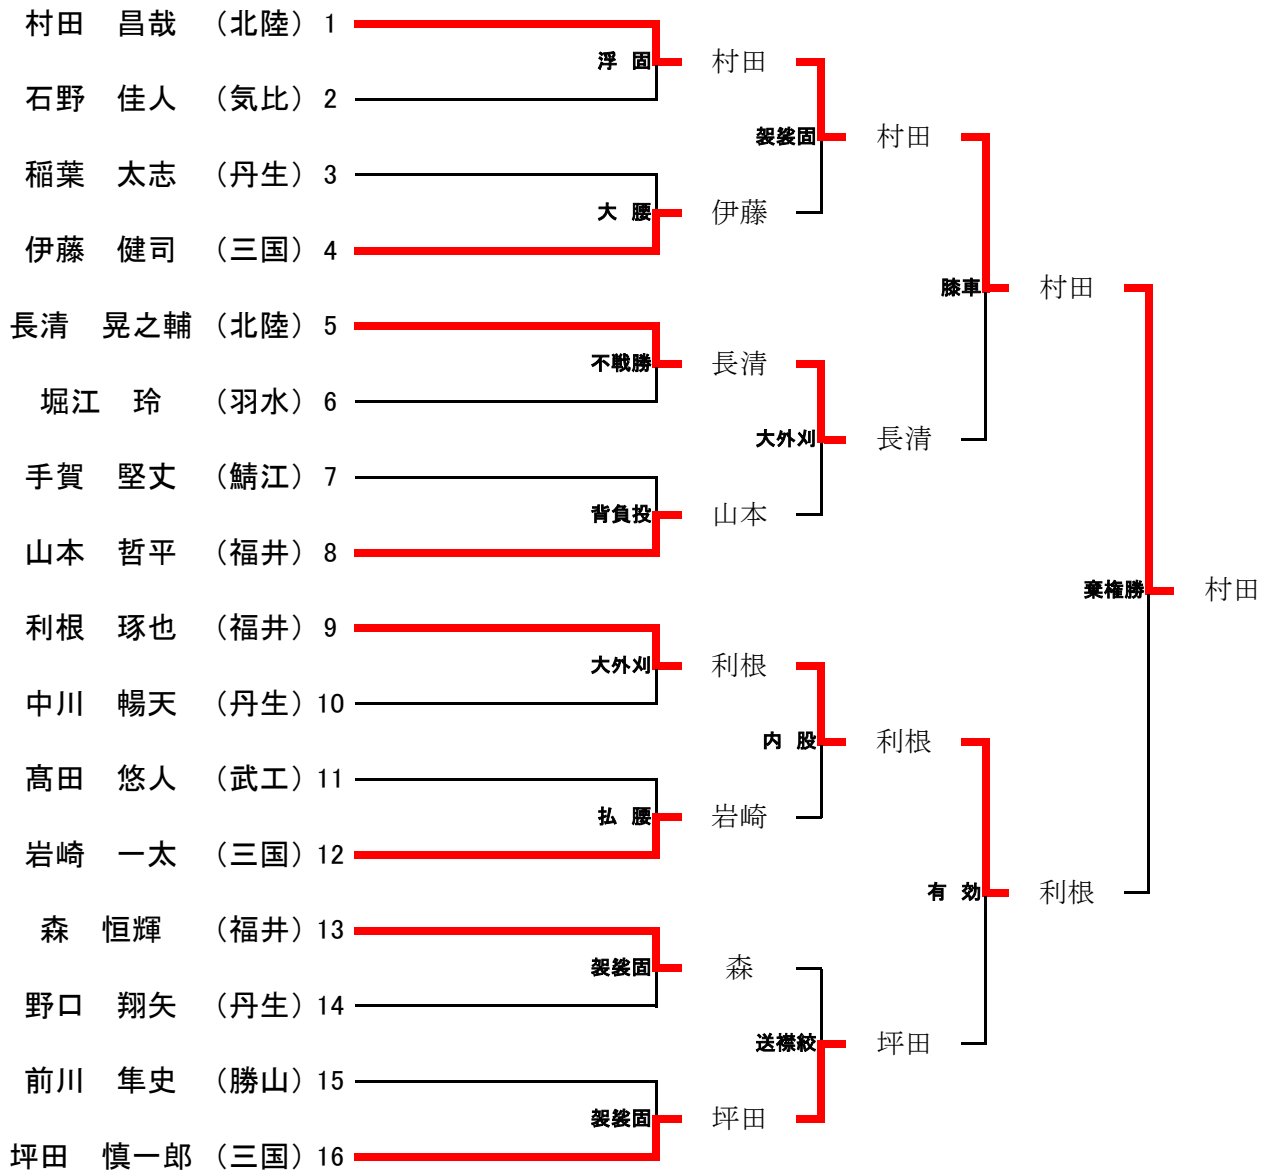 村田　昌哉　（北陸） 1
浮 固 村田
石野　佳人　（気比） 2
袈裟固 村田
稲葉　太志　（丹生） 3
大 腰 伊藤
伊藤　健司　（三国） 4
膝車 村田
長清　晃之輔 （北陸） 5
不戦勝 長清
堀江　玲　（羽水） 6
大外刈 長清
手賀　堅丈　（鯖江） 7
背負投 山本
山本　哲平　（福井） 8
棄権勝 村田
利根　琢也　（福井） 9
大外刈 利根
中川　暢天　（丹生） 10
内 股 利根
髙田　悠人　（武工） 11
払 腰 岩崎
岩崎　一太　（三国） 12
有 効 利根
森　恒輝　（福井） 13
袈裟固 森
野口　翔矢　（丹生） 14
送襟絞 坪田
前川　隼史　（勝山） 15
袈裟固 坪田
坪田　慎一郎 （三国） 16